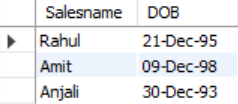 Salesname DOB
Rahul 21-Dec-95
Amit 09-Dec-98
Anjali 30-Dec-93